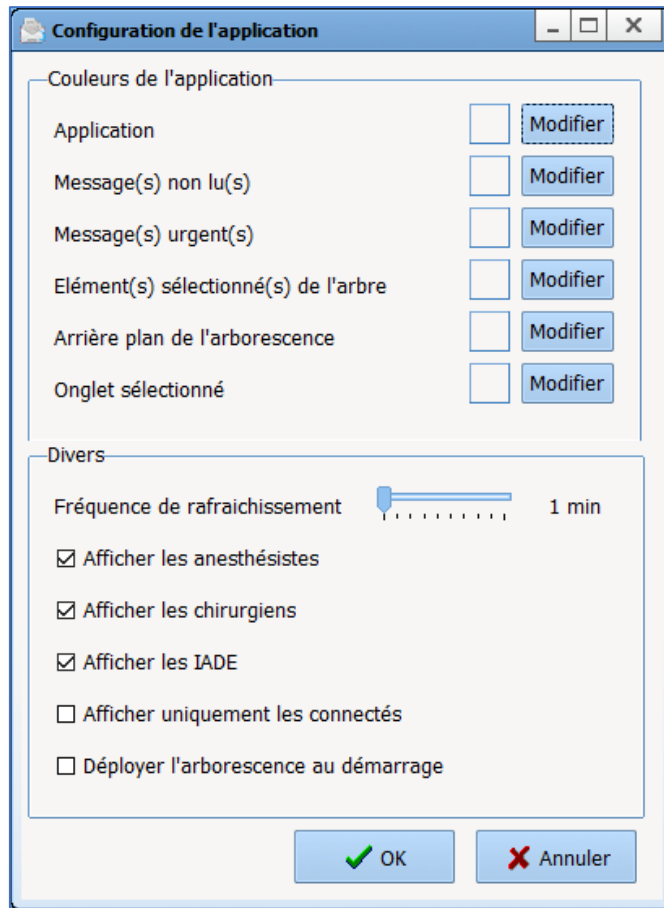 Configuration de l'application
Couleurs de l'application
Application Modifier
Message(s) non lu(s) Modifier
Message(s) urgent(s) Modifier
Elément(s) sélectionné(s) de l'arbre Modifier
Arrière plan de l'arborescence Modifier
Onglet sélectionné Modifier
Divers
Fréquence de rafraichissement 1 min
Afficher les anesthésistes
Afficher les chirurgiens
Afficher les IADE
Afficher uniquement les connectés
Déployer l'arborescence au démarrage
OK Annuler